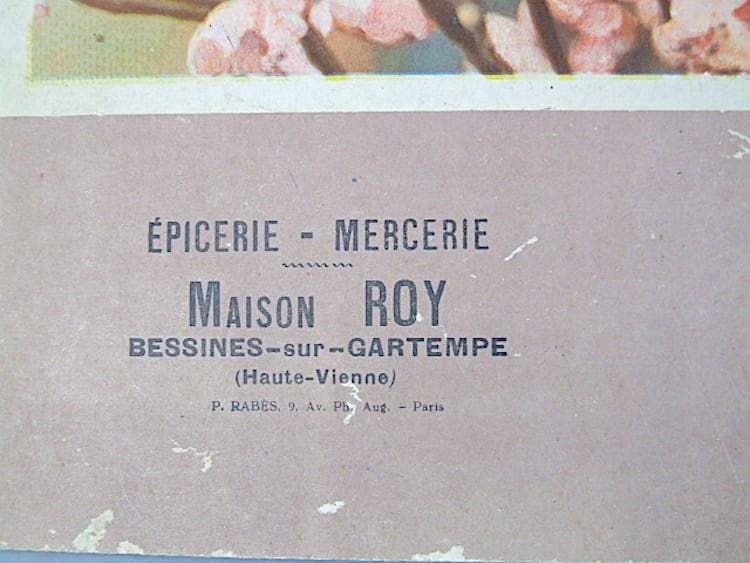 ÉPICERIE - MERCERIE
MAISON ROY
BESSINES-sur-GARTEMPE
(Haute-Vienne)
P. RABÈS, 9, Av. Ph. Aug. - Paris